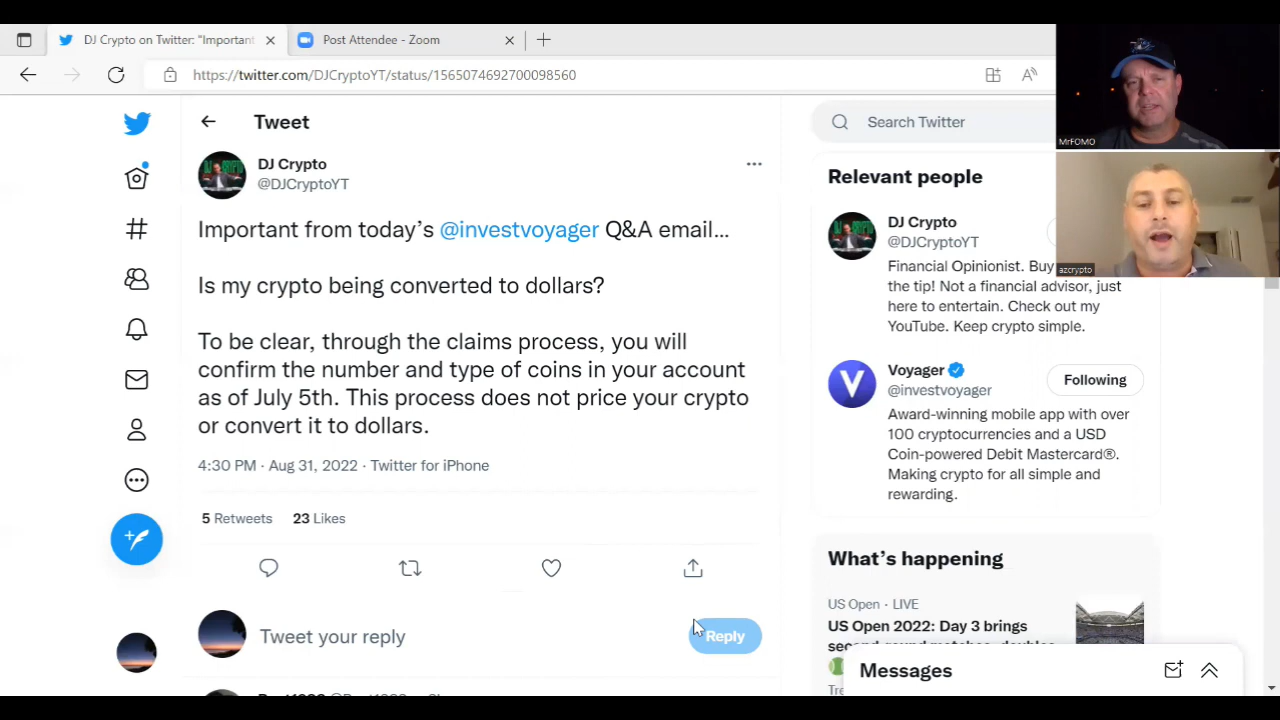 DJ Crypto on Twitter: "Important
Post Attendee - Zoom
https://twitter.com/DJCryptoYT/status/1565074692700098560
MrFOMO
azcrypto
Tweet
DJ Crypto
@DJCryptoYT
Important from today's @investvoyager Q&A email...
Is my crypto being converted to dollars?
To be clear, through the claims process, you will
confirm the number and type of coins in your account
as of July 5th. This process does not price your crypto
or convert it to dollars.
4:30 PM · Aug 31, 2022 · Twitter for iPhone
5 Retweets 23 Likes
Tweet your reply
Reply
Search Twitter
Relevant people
DJ Crypto
@DJCryptoYT
Financial Opinionist. Buy
the tip! Not a financial advisor, just
here to entertain. Check out my
YouTube. Keep crypto simple.
Voyager
@investvoyager
Following
Award-winning mobile app with over
100 cryptocurrencies and a USD
Coin-powered Debit Mastercard®.
Making crypto for all simple and
rewarding.
What's happening
US Open · LIVE
US Open 2022: Day 3 brings
Messages